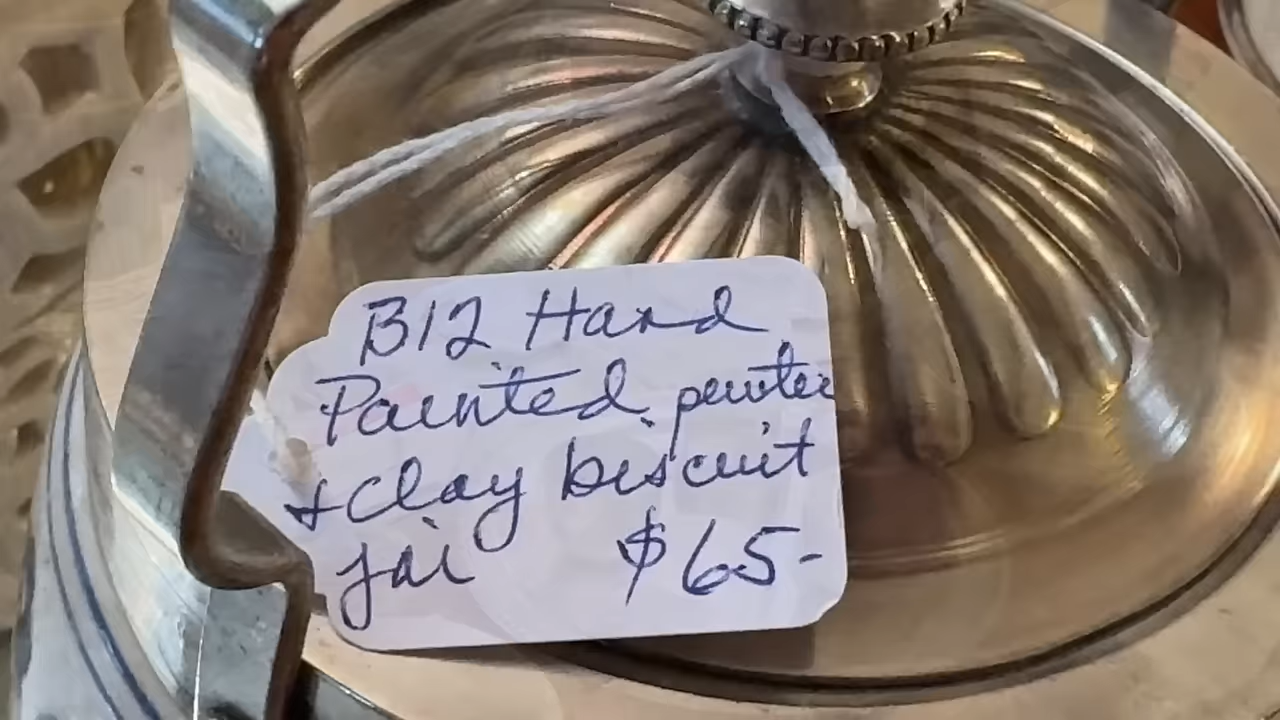 B12 Hand
Painted pewter
+ Clay biscuit
jar $65-